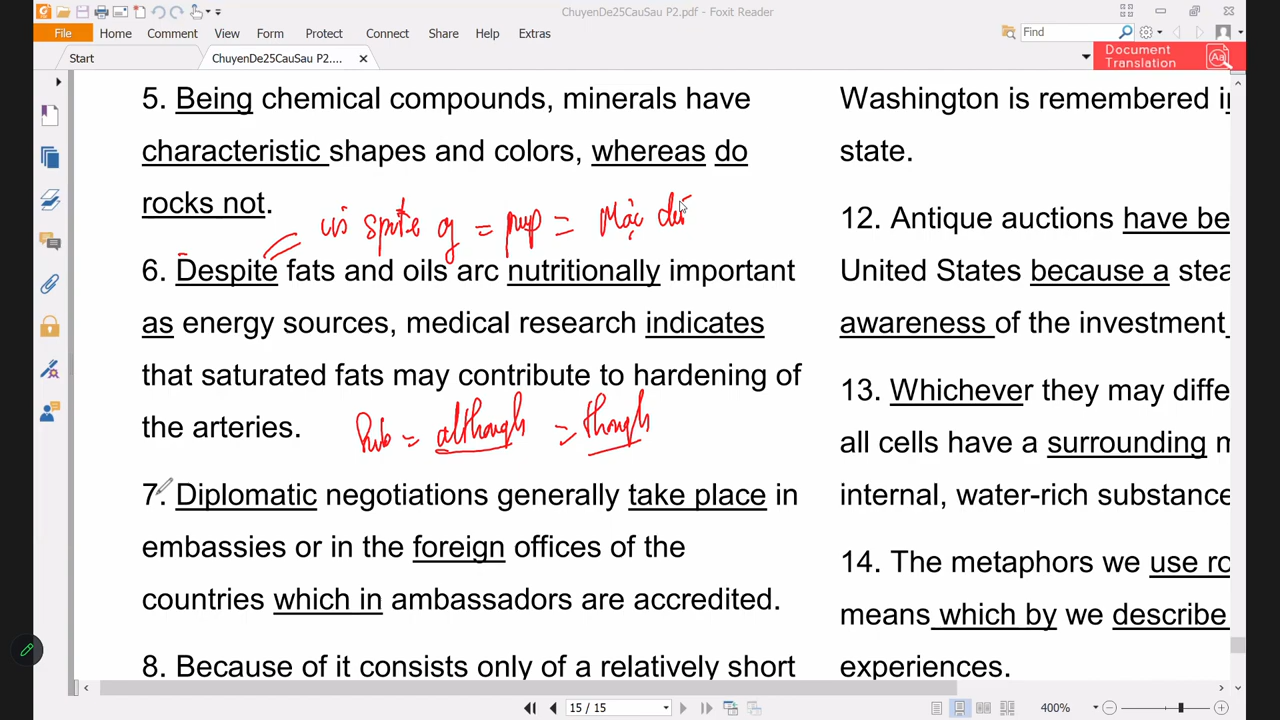 ChuyenDe25CauSau P2.pdf - Foxit Reader
File Home Comment View Form Protect Connect Share Help Extras
Find
Start
ChuyenDe25CauSau P2....
Document Translation
5. Being chemical compounds, minerals have
characteristic shapes and colors, whereas do
rocks not.
in spite of = prep = Mặc dù
6. Despite fats and oils arc nutritionally important
as energy sources, medical research indicates
that saturated fats may contribute to hardening of
the arteries.
= although = though
7. Diplomatic negotiations generally take place in
embassies or in the foreign offices of the
countries which in ambassadors are accredited.
8. Because of it consists only of a relatively short
Washington is remembered i
state.
12. Antique auctions have be
United States because a stea
awareness of the investment
13. Whichever they may diffe
all cells have a surrounding m
internal, water-rich substance
14. The metaphors we use ro
means which by we describe
experiences.
15 / 15
400%